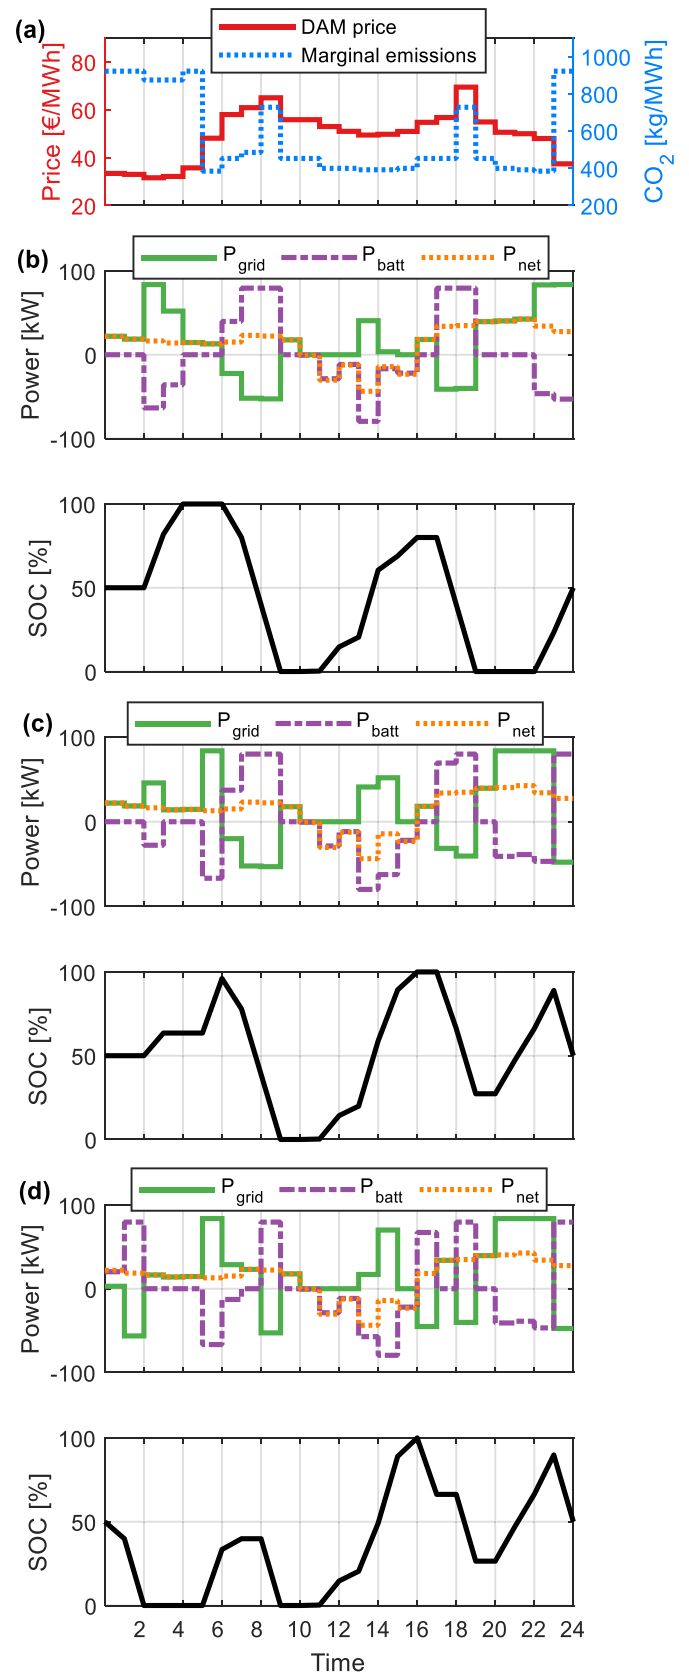 (a)
DAM price
Marginal emissions
Price [€/MWh]
80
60
40
20
1000
800
600
400
200
CO2 [kg/MWh]
(b)
Pgrid Pbatt Pnet
Power [kW]
100
0
-100
SOC [%]
100
50
0
(c)
Pgrid Pbatt Pnet
Power [kW]
100
0
-100
SOC [%]
100
50
0
(d)
Pgrid Pbatt Pnet
Power [kW]
100
0
-100
SOC [%]
100
50
0
2 4 6 8 10 12 14 16 18 20 22 24
Time